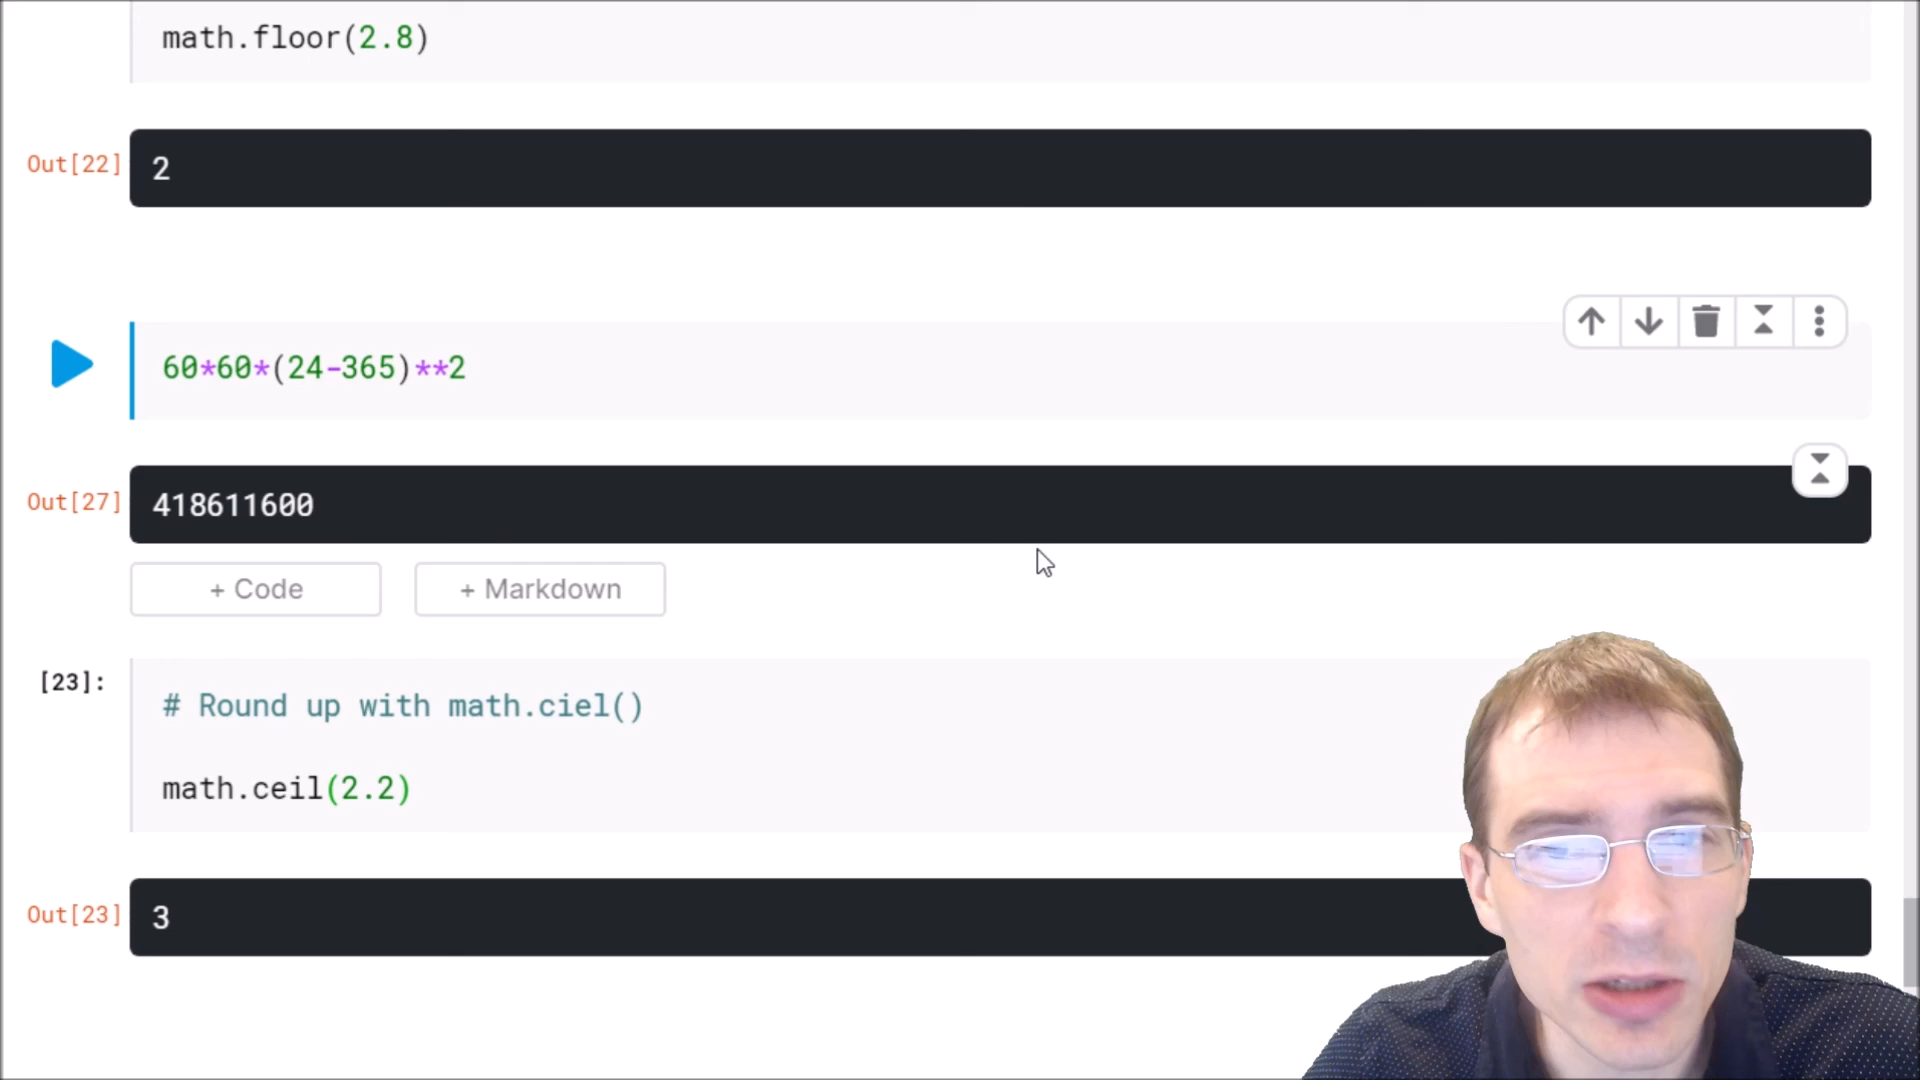 math.floor(2.8)
Out[22] 2
60*60*(24-365)**2
Out[27] 418611600
+ Code + Markdown
[23]:
# Round up with math.ciel()
math.ceil(2.2)
Out[23] 3